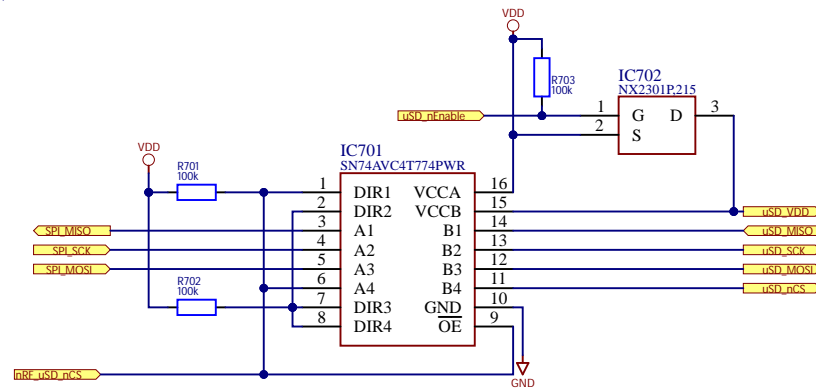 VDD
IC702
NX2301P,215
R703
100k
uSD_nEnable
1
G
D
3
2
S
IC701
SN74AVC4T774PWR
VDD
R701
100k
1
DIR1
VCCA
16
2
DIR2
VCCB
15
uSD_VDD
SPI_MISO
3
A1
B1
14
uSD_MISO
SPI_SCK
4
A2
B2
13
uSD_SCK
SPI_MOSI
5
A3
B3
12
uSD_MOSI
6
A4
B4
11
uSD_nCS
R702
100k
7
DIR3
GND
10
8
DIR4
OE
9
nRF_uSD_nCS
GND